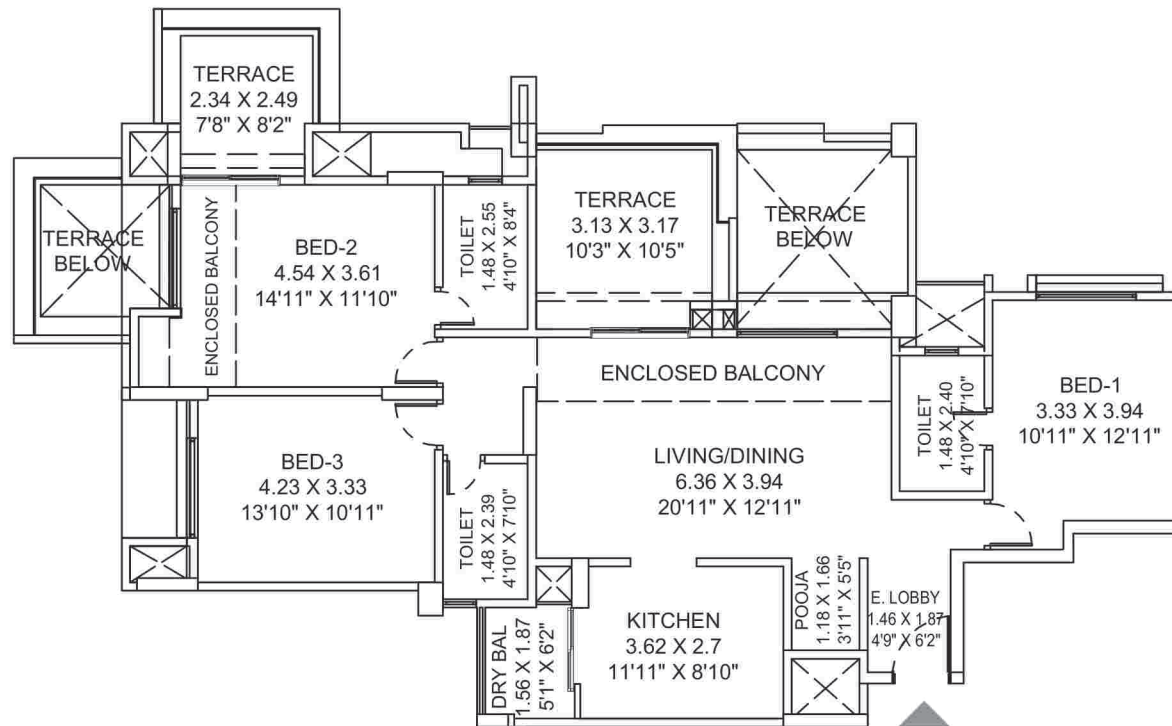 TERRACE
2.34 X 2.49
7'8" X 8'2"
TERRACE
BELOW
ENCLOSED BALCONY
BED-2
4.54 X 3.61
14'11" X 11'10"
TOILET
1.48 X 2.55
4'10" X 8'4"
TERRACE
3.13 X 3.17
10'3" X 10'5"
TERRACE
BELOW
ENCLOSED BALCONY
TOILET
1.48 X 2.40
4'10" X 7'10"
BED-1
3.33 X 3.94
10'11" X 12'11"
BED-3
4.23 X 3.33
13'10" X 10'11"
TOILET
1.48 X 2.39
4'10" X 7'10"
LIVING/DINING
6.36 X 3.94
20'11" X 12'11"
DRY BAL
1.56 X 1.87
5'1" X 6'2"
KITCHEN
3.62 X 2.7
11'11" X 8'10"
POOJA
1.18 X 1.66
3'11" X 5'5"
E. LOBBY
1.46 X 1.87
4'9" X 6'2"